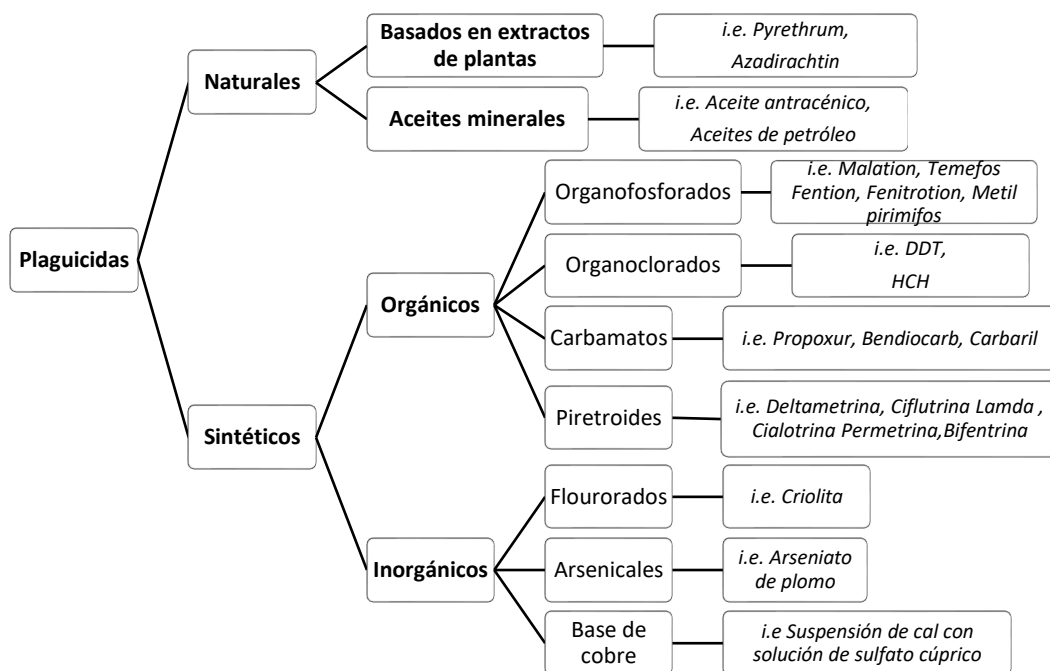 Plaguicidas
Naturales
Basados en extractos
de plantas
i.e. Pyrethrum,
Azadirachtin
Aceites minerales
i.e. Aceite antracénico,
Aceites de petróleo
Sintéticos
Orgánicos
Organofosforados
i.e. Malation, Temefos
Fention, Fenitrotion, Metil
pirimifos
Organoclorados
i.e. DDT,
HCH
Carbamatos
i.e. Propoxur, Bendiocarb, Carbaril
Piretroides
i.e. Deltametrina, Ciflutrina Lamda ,
Cialotrina Permetrina,Bifentrina
Inorgánicos
Flourorados
i.e. Criolita
Arsenicales
i.e. Arseniato
de plomo
Base de
cobre
i.e Suspensión de cal con
solución de sulfato cúprico